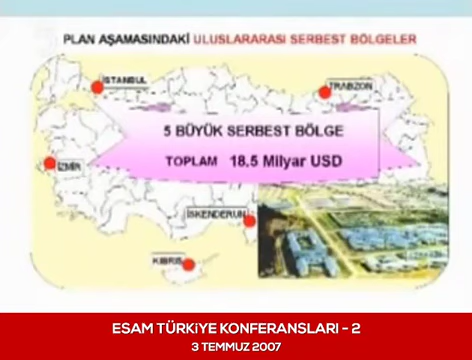 PLAN AŞAMASINDAKİ ULUSLARARASI SERBEST BÖLGELER
İSTANBUL
TRABZON
5 BÜYÜK SERBEST BÖLGE
TOPLAM 18.5 Milyar USD
İZMİR
İSKENDERUN
KIBRIS
ESAM TÜRKİYE KONFERANSLARI - 2
3 TEMMUZ 2007